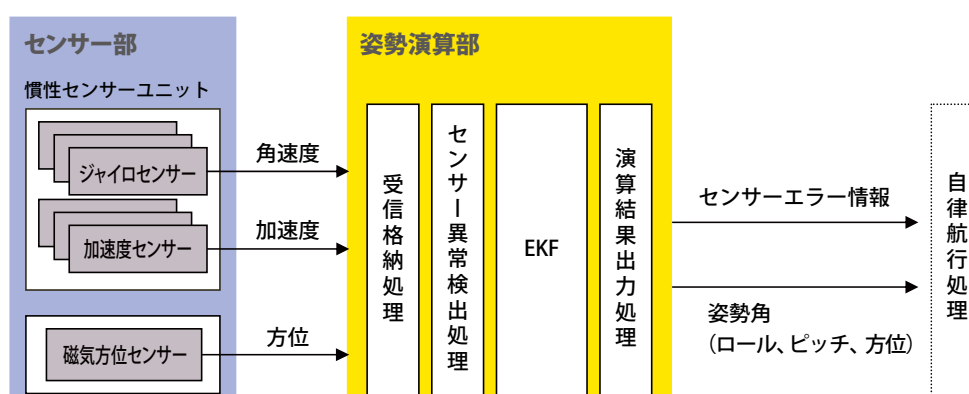 センサー部
慣性センサーユニット
ジャイロセンサー
加速度センサー
磁気方位センサー
角速度
加速度
方位
姿勢演算部
受信格納処理
センサー異常検出処理
EKF
演算結果出力処理
センサーエラー情報
姿勢角
（ロール、ピッチ、方位）
自律航行処理